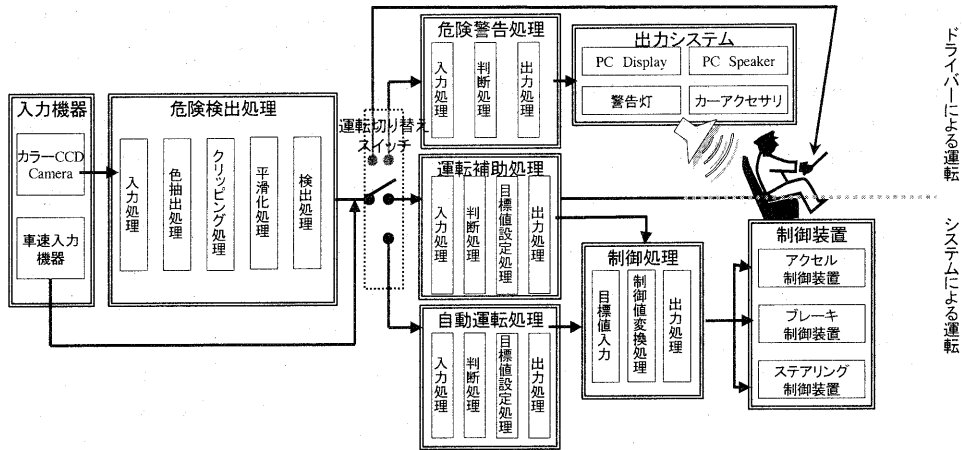 入力機器
カラーCCD
Camera
車速入力
機器
危険検出処理
入力処理
色抽出処理
クリッピング処理
平滑化処理
検出処理
運転切り替え
スイッチ
危険警告処理
入力処理
判断処理
出力処理
出力システム
PC Display
PC Speaker
警告灯
カーアクセサリ
運転補助処理
入力処理
判断処理
目標値設定処理
出力処理
自動運転処理
入力処理
判断処理
目標値設定処理
出力処理
制御処理
目標値入力
制御値変換処理
出力処理
制御装置
アクセル
制御装置
ブレーキ
制御装置
ステアリング
制御装置
ドライバーによる運転
システムによる運転